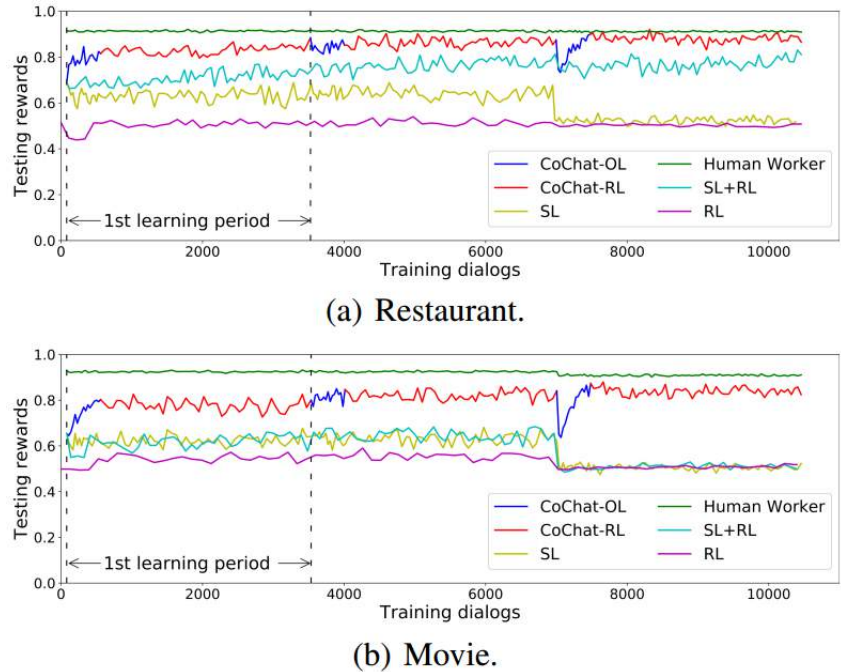 1.0
0.8
0.6
0.4
0.2
0.0
Testing rewards
1st learning period
CoChat-OL
CoChat-RL
SL
Human Worker
SL+RL
RL
0 2000 4000 6000 8000 10000
Training dialogs
(a) Restaurant.
1.0
0.8
0.6
0.4
0.2
0.0
Testing rewards
1st learning period
CoChat-OL
CoChat-RL
SL
Human Worker
SL+RL
RL
0 2000 4000 6000 8000 10000
Training dialogs
(b) Movie.